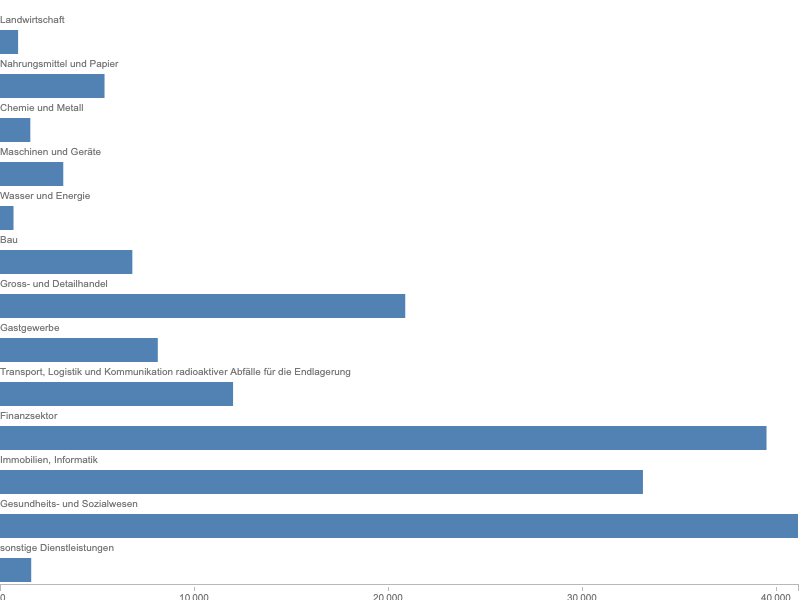 Landwirtschaft
Nahrungsmittel und Papier
Chemie und Metall
Maschinen und Geräte
Wasser und Energie
Bau
Gross- und Detailhandel
Gastgewerbe
Transport, Logistik und Kommunikation radioaktiver Abfälle für die Endlagerung
Finanzsektor
Immobilien, Informatik
Gesundheits- und Sozialwesen
sonstige Dienstleistungen
0 10 000 20 000 30 000 40 000